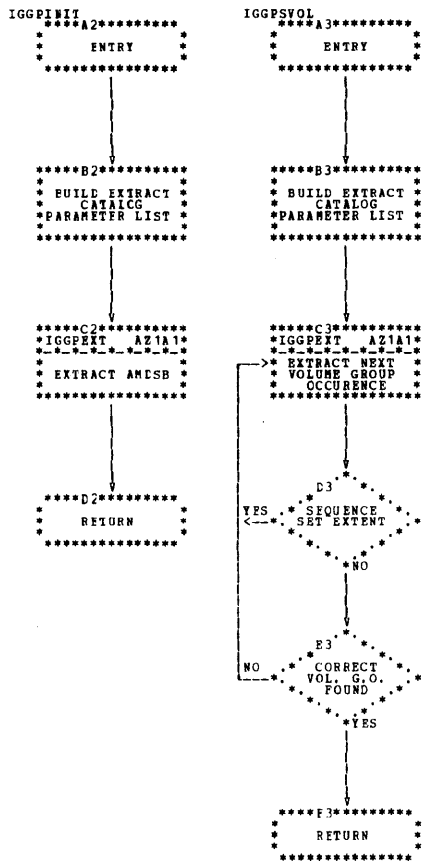 IGGPINIT
A2
ENTRY
B2
BUILD EXTRACT
CATALCG
PARAMETER LIST
C2
IGGPEXT AZ1A1
EXTRACT AMDSB
D2
RETURN
IGGPSVOL
A3
ENTRY
B3
BUILD EXTRACT
CATALOG
PARAMETER LIST
C3
IGGPEXT AZ1A1
EXTRACT NEXT
VOLUME GROUP
OCCURENCE
D3
YES
SEQUENCE
SET EXTENT
NO
E3
NO
CORRECT
VOL. G.O.
FOUND
YES
F3
RETURN